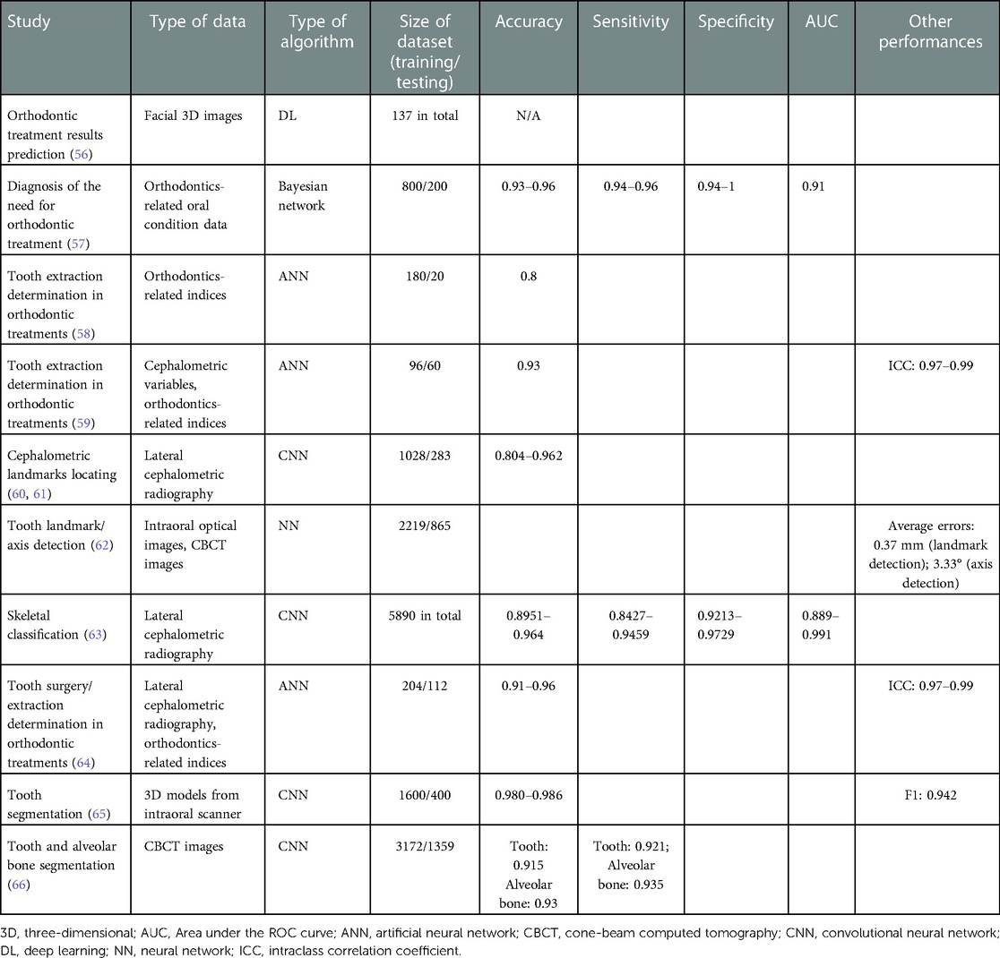 Study
Type of data
Type of
algorithm
Size of
dataset
(training/
testing)
Accuracy
Sensitivity
Specificity
AUC
Other
performances
Orthodontic
treatment results
prediction (56)
Facial 3D images
DL
137 in total
N/A
Diagnosis of the
need for
orthodontic
treatment (57)
Orthodontics-
related oral
condition data
Bayesian
network
800/200
0.93–0.96
0.94–0.96
0.94–1
0.91
Tooth extraction
determination in
orthodontic
treatments (58)
Orthodontics-
related indices
ANN
180/20
0.8
Tooth extraction
determination in
orthodontic
treatments (59)
Cephalometric
variables,
orthodontics-
related indices
ANN
96/60
0.93
ICC: 0.97–0.99
Cephalometric
landmarks locating
(60, 61)
Lateral
cephalometric
radiography
CNN
1028/283
0.804–0.962
Tooth landmark/
axis detection (62)
Intraoral optical
images, CBCT
images
NN
2219/865
Average errors:
0.37 mm (landmark
detection); 3.33° (axis
detection)
Skeletal
classification (63)
Lateral
cephalometric
radiography
CNN
5890 in total
0.8951–
0.964
0.8427–
0.9459
0.9213–
0.9729
0.889–
0.991
Tooth surgery/
extraction
determination in
orthodontic
treatments (64)
Lateral
cephalometric
radiography,
orthodontics-
related indices
ANN
204/112
0.91–0.96
ICC: 0.97–0.99
Tooth
segmentation (65)
3D models from
intraoral scanner
CNN
1600/400
0.980–0.986
F1: 0.942
Tooth and alveolar
bone segmentation
(66)
CBCT images
CNN
3172/1359
Tooth:
0.915
Alveolar
bone: 0.93
Tooth: 0.921;
Alveolar
bone: 0.935
3D, three-dimensional; AUC, Area under the ROC curve; ANN, artificial neural network; CBCT, cone-beam computed tomography; CNN, convolutional neural network;
DL, deep learning; NN, neural network; ICC, intraclass correlation coefficient.